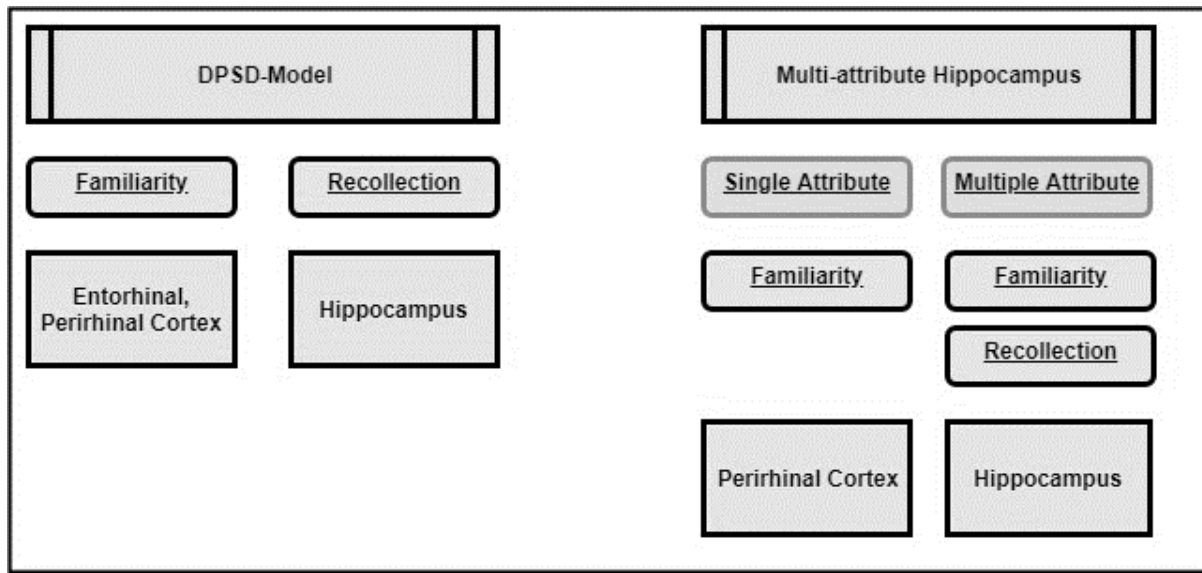 DPSD-Model
Multi-attribute Hippocampus
Familiarity
Recollection
Single Attribute
Multiple Attribute
Entorhinal,
Perirhinal Cortex
Hippocampus
Familiarity
Familiarity
Recollection
Perirhinal Cortex
Hippocampus